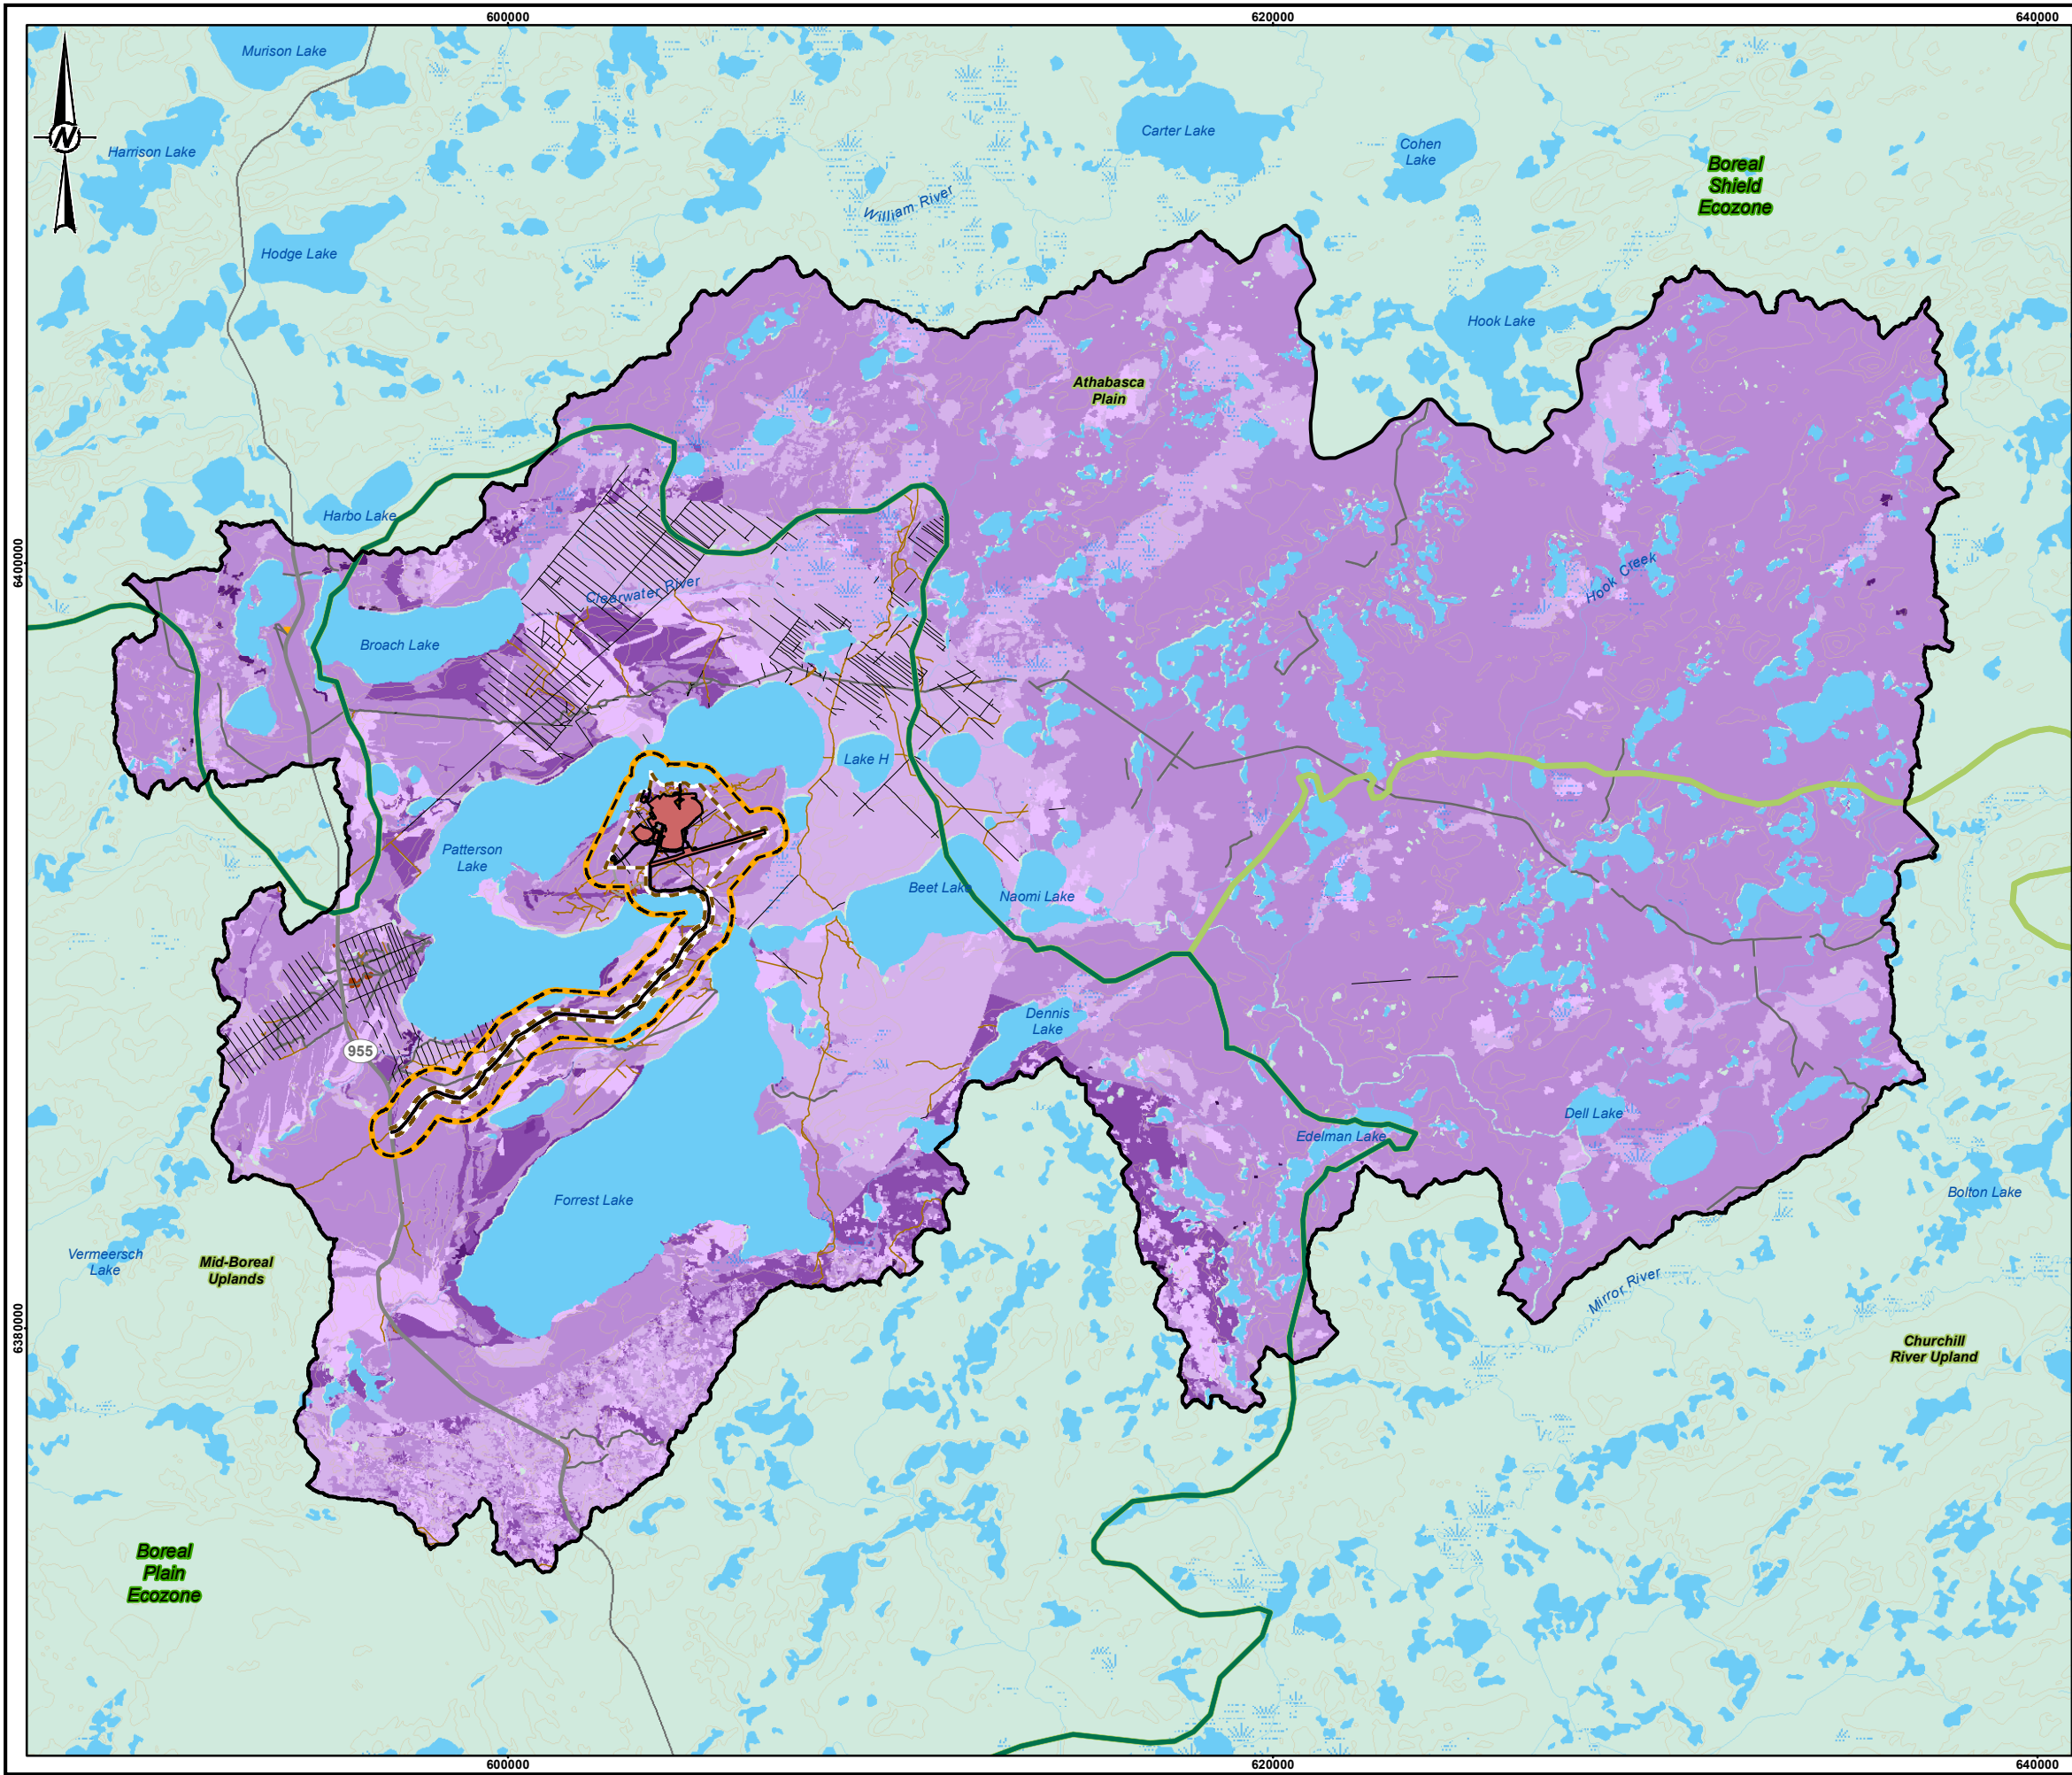 600000
620000
640000
Murison Lake
N
Harrison Lake
Carter Lake
Cohen
Lake
Boreal
Shield
Ecozone
William River
Hodge Lake
Hook Lake
Athabasca
Plain
Harbo Lake
6400000
Clearwater River
Hook Creek
Broach Lake
Lake H
Patterson
Lake
Beet Lake
Naomi Lake
Dennis
Lake
955
Dell Lake
Edelman Lake
Forrest Lake
Bolton Lake
Vermeersch
Lake
Mid-Boreal
Uplands
Mirror River
6380000
Churchill
River Upland
Boreal
Plain
Ecozone
600000
620000
640000